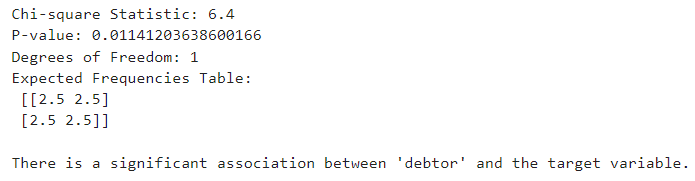 Chi-square Statistic: 6.4
P-value: 0.01141203638600166
Degrees of Freedom: 1
Expected Frequencies Table:
[[2.5 2.5]
[2.5 2.5]]
There is a significant association between 'debtor' and the target variable.